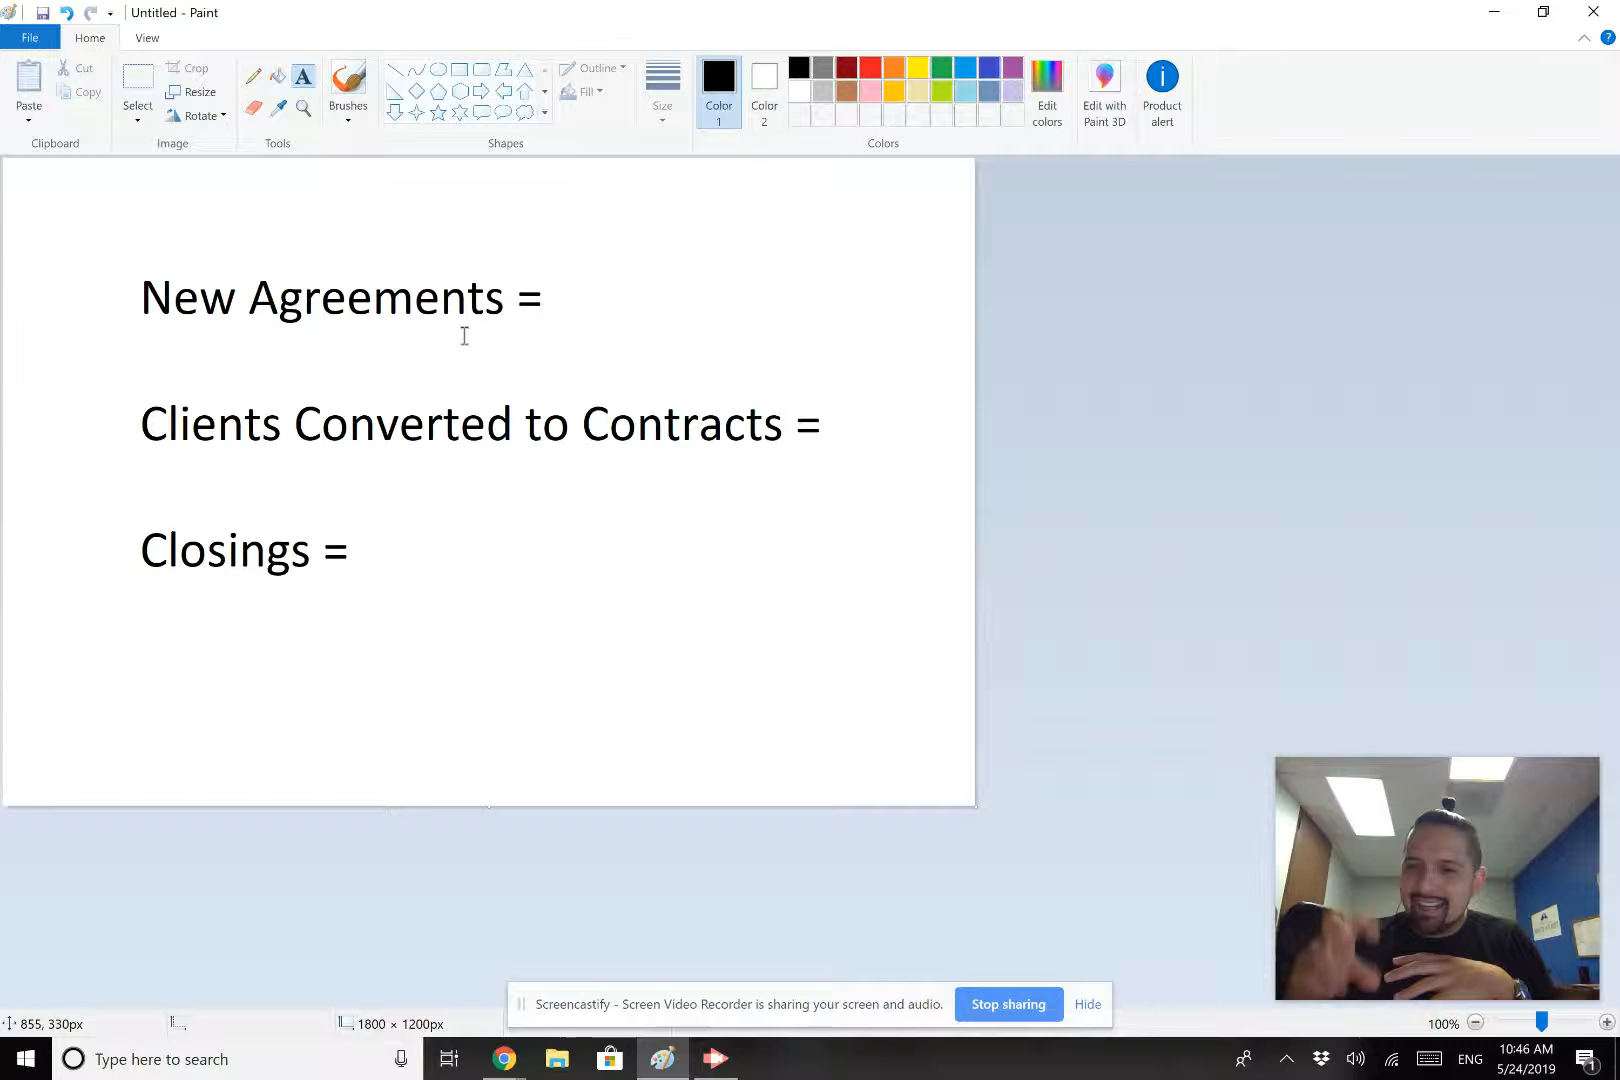 Untitled - Paint
File Home View
Paste
Cut
Copy
Clipboard
Select
Crop
Resize
Rotate
Image
A
Tools
Brushes
Shapes
Outline
Fill
Size
Color 1
Color 2
Edit colors
Colors
Edit with Paint 3D
Product alert
New Agreements =
Clients Converted to Contracts =
Closings =
Screencastify - Screen Video Recorder is sharing your screen and audio.
Stop sharing
Hide
855, 330px
1800 × 1200px
100%
Type here to search
ENG
10:46 AM
5/24/2019
1